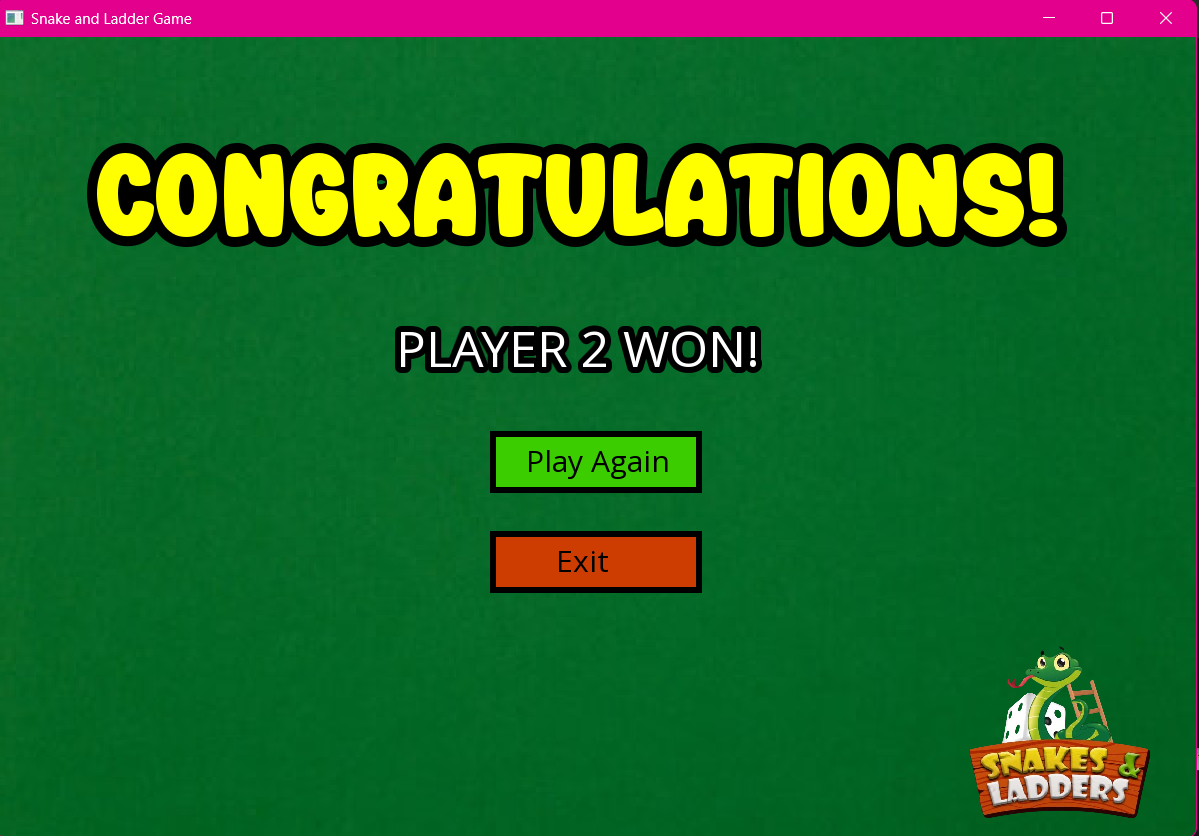 Snake and Ladder Game
CONGRATULATIONS!
PLAYER 2 WON!
Play Again
Exit
SNAKES &
LADDERS